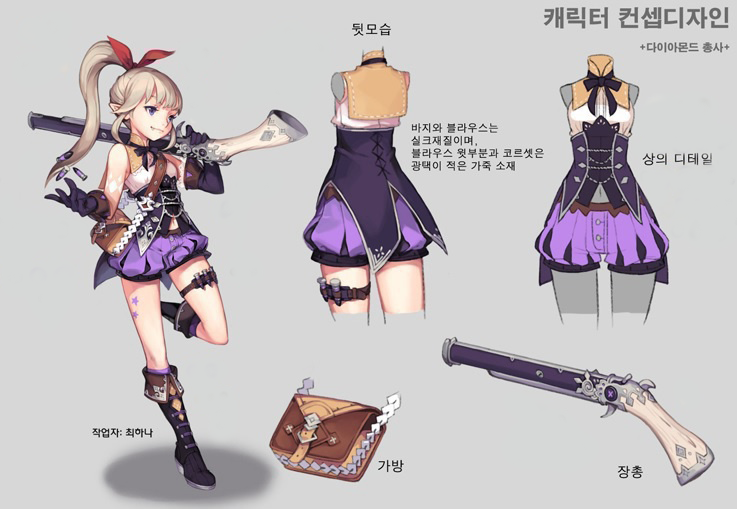 캐릭터 컨셉디자인
+다이아몬드 총사+
뒷모습
바지와 블라우스는
실크재질이며,
블라우스 윗부분과 코르셋은
광택이 적은 가죽 소재
상의 디테일
작업자: 최하나
가방
장총